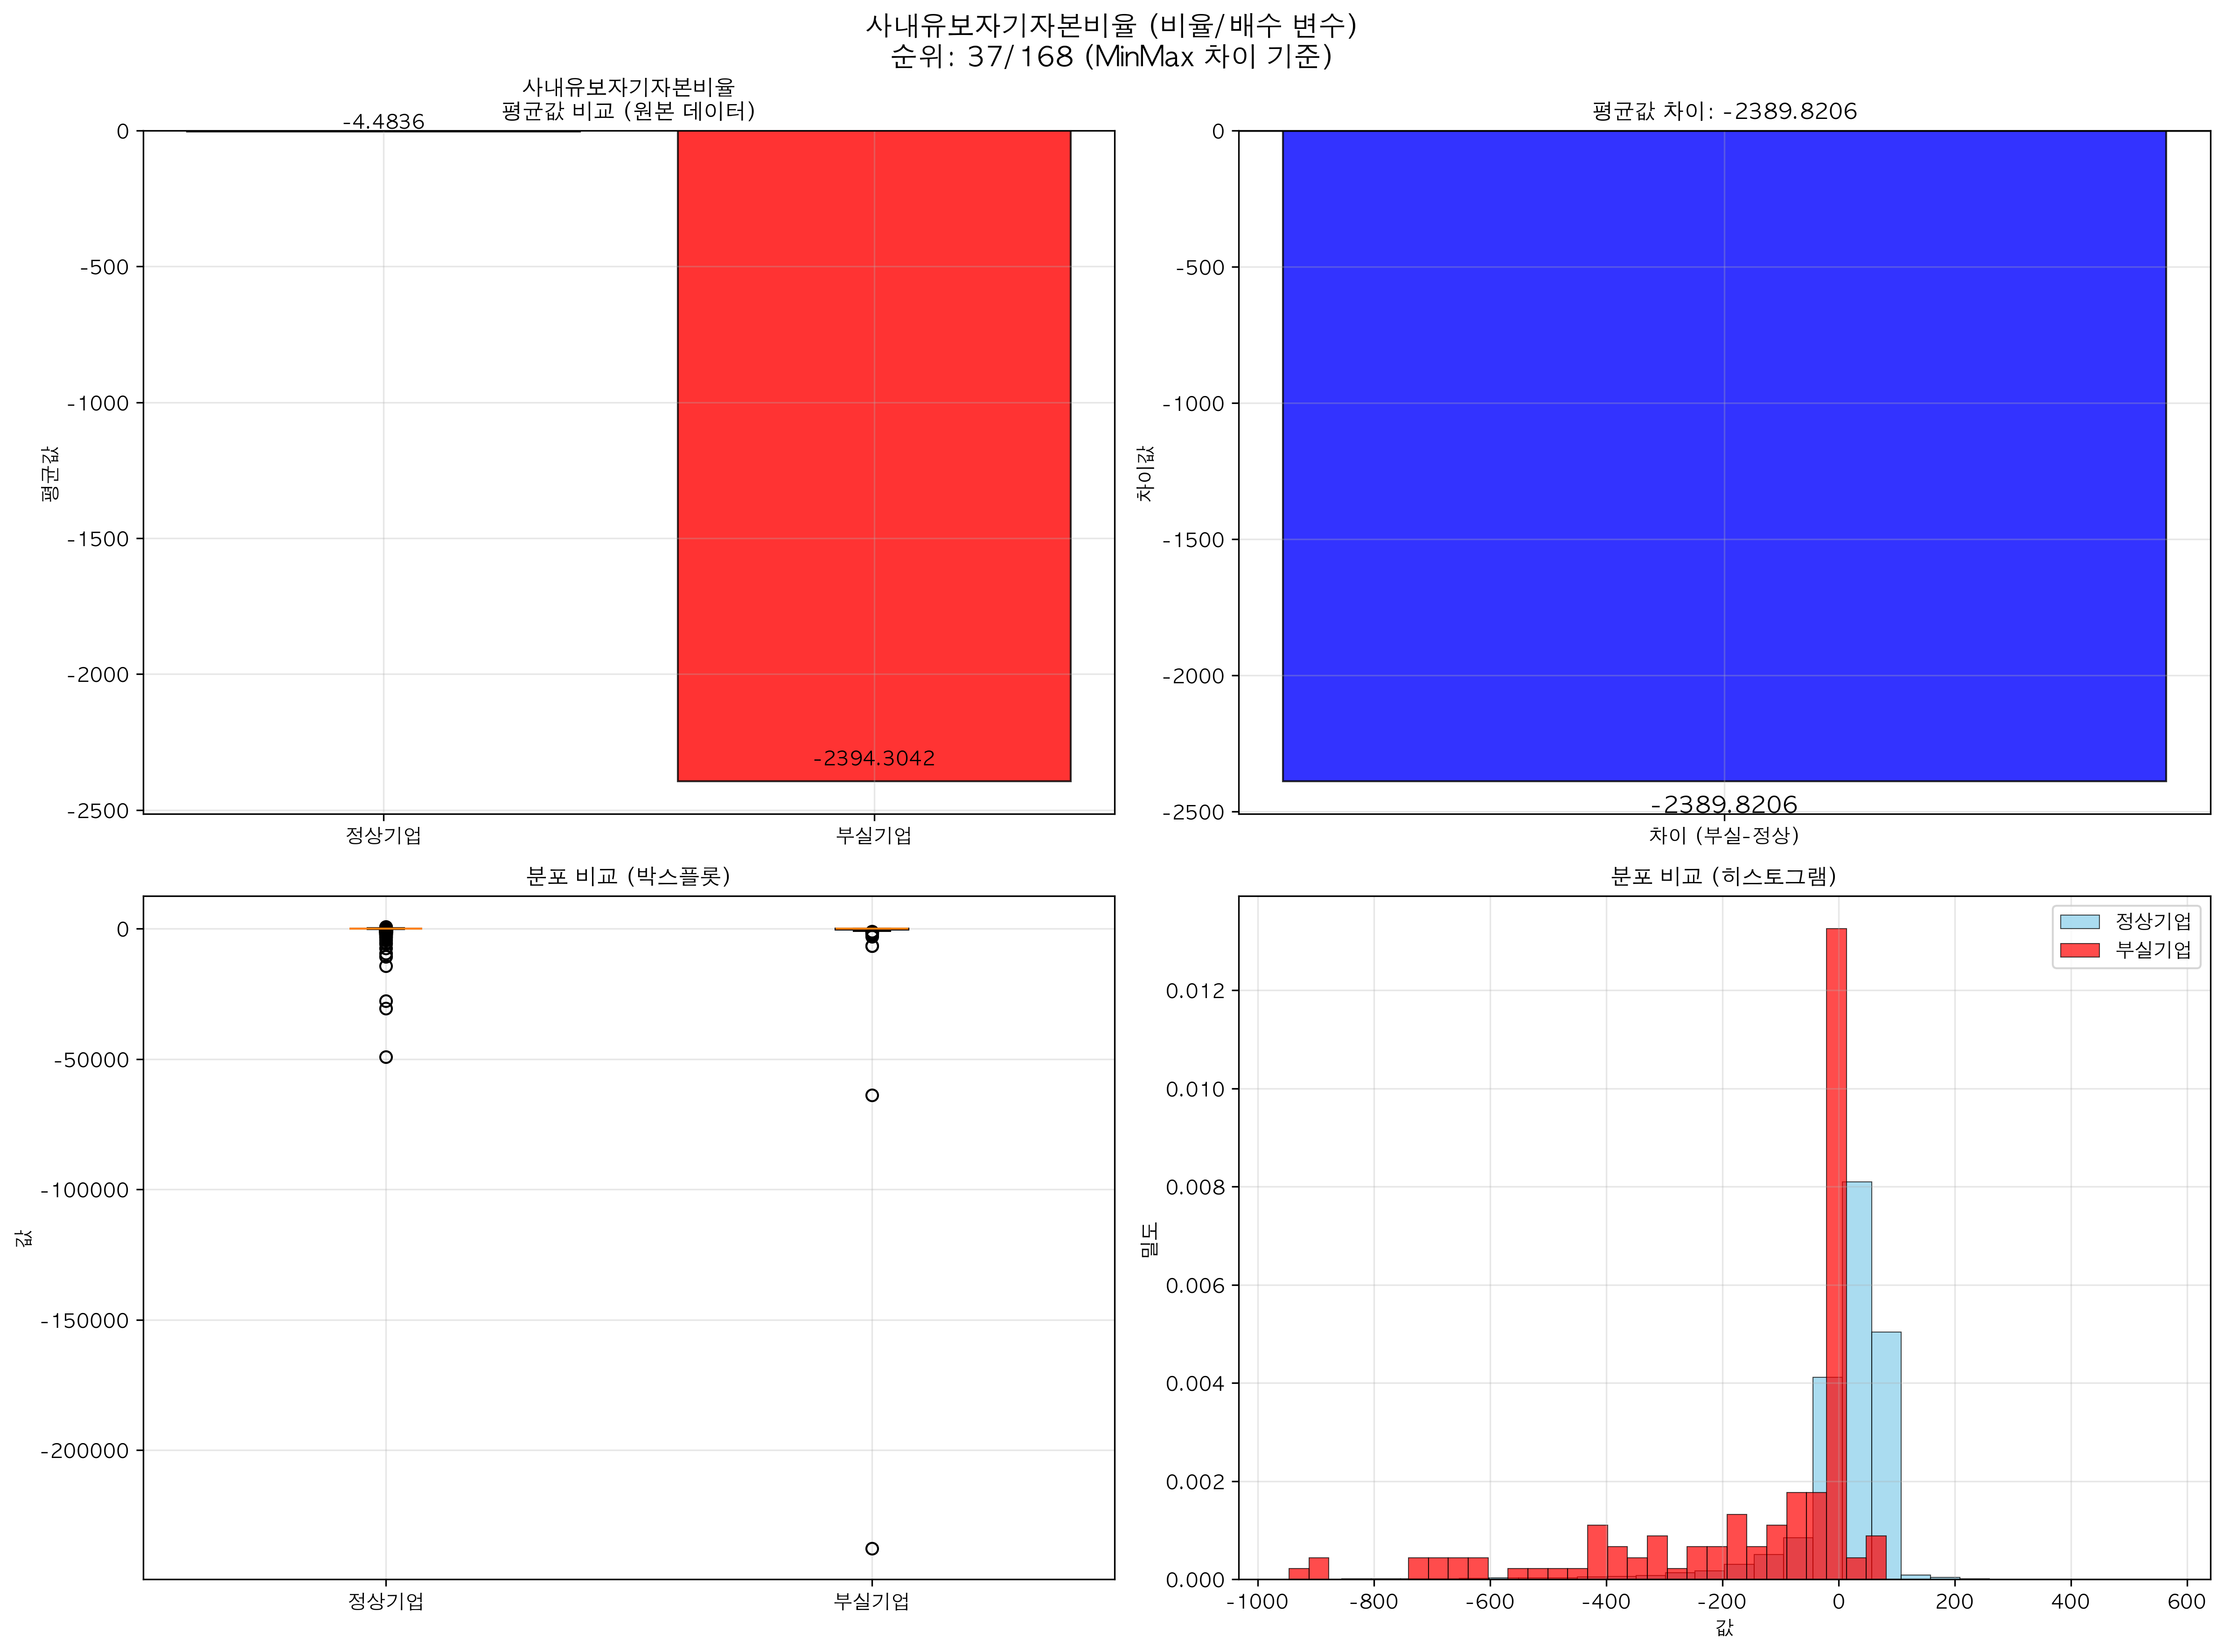 사내유보자기자본비율 (비율/배수 변수)
순위: 37/168 (MinMax 차이 기준)
사내유보자기자본비율
평균값 비교 (원본 데이터)
-4.4836
-2394.3042
0
-500
-1000
-1500
-2000
-2500
평균값
정상기업
부실기업
평균값 차이: -2389.8206
0
-500
-1000
-1500
-2000
-2500
차이값
-2389.8206
차이 (부실-정상)
분포 비교 (박스플롯)
0
-50000
-100000
-150000
-200000
값
정상기업
부실기업
분포 비교 (히스토그램)
정상기업
부실기업
0.012
0.010
0.008
0.006
0.004
0.002
0.000
밀도
-1000
-800
-600
-400
-200
0
200
400
600
값